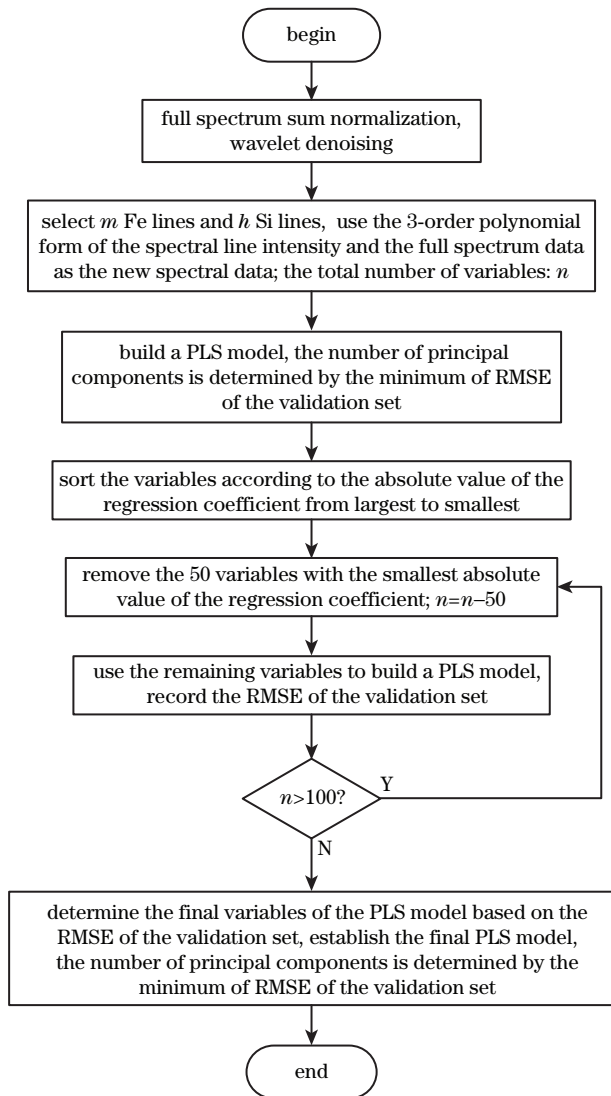 begin
full spectrum sum normalization,
wavelet denoising
select m Fe lines and h Si lines, use the 3-order polynomial
form of the spectral line intensity and the full spectrum data
as the new spectral data; the total number of variables: n
build a PLS model, the number of principal
components is determined by the minimum of RMSE
of the validation set
sort the variables according to the absolute value of the
regression coefficient from largest to smallest
remove the 50 variables with the smallest absolute
value of the regression coefficient; n=n−50
use the remaining variables to build a PLS model,
record the RMSE of the validation set
n>100?
Y
N
determine the final variables of the PLS model based on the
RMSE of the validation set, establish the final PLS model,
the number of principal components is determined by the
minimum of RMSE of the validation set
end